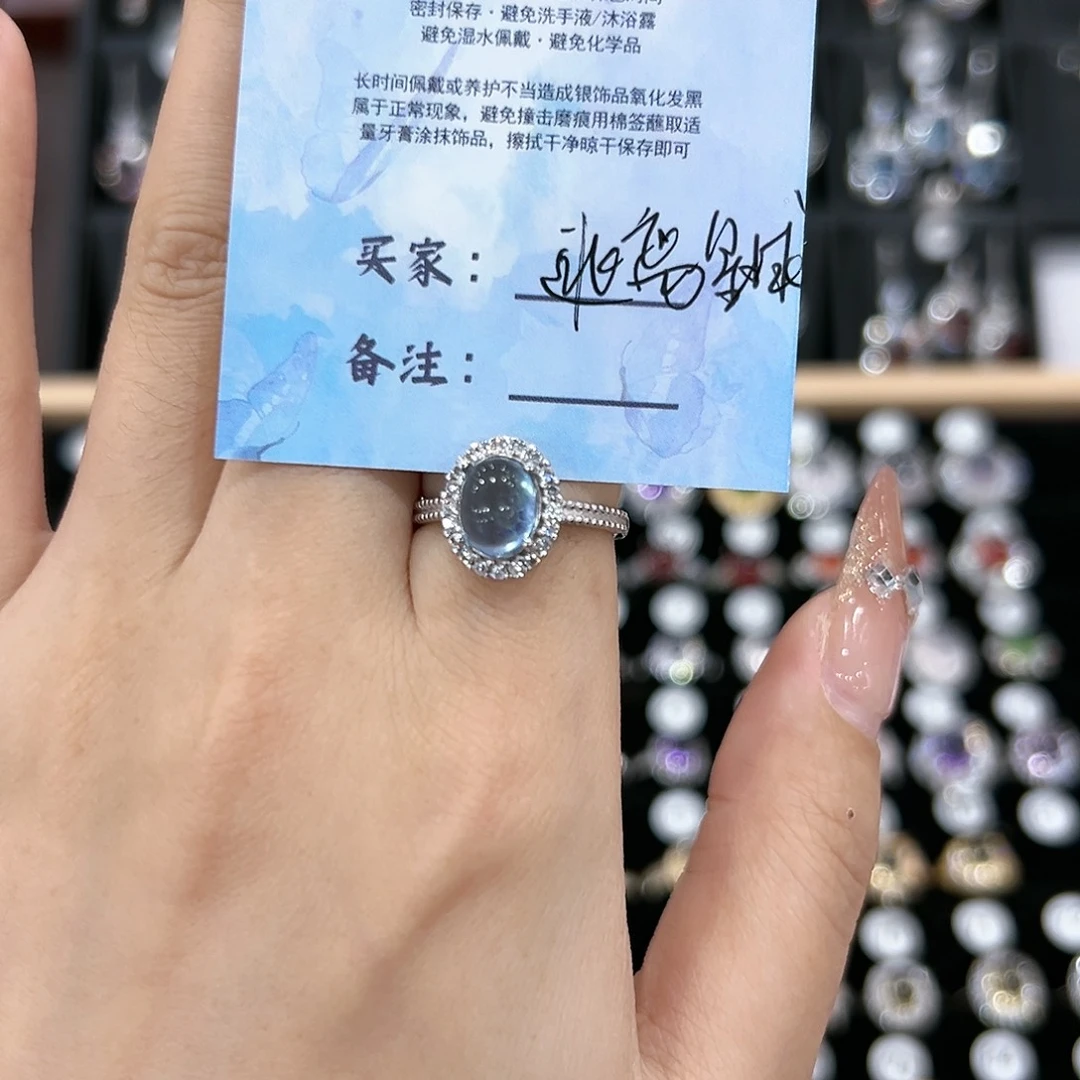 密封保存·避免洗手液/沐浴露
避免湿水佩戴·避免化学品
长时间佩戴或养护不当造成银饰品氧化发黑
属于正常现象，避免撞击磨痕用棉签蘸取适
量牙膏涂抹饰品，擦拭干净晾干保存即可
买家：
备注：